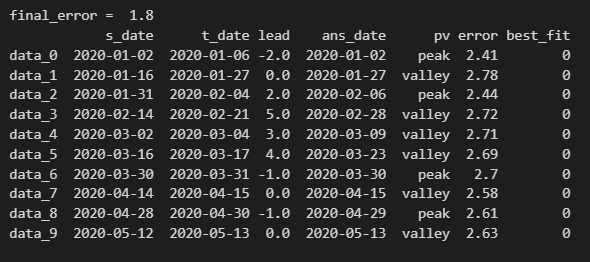 final_error =  1.8
s_date t_date lead ans_date pv error best_fit
data_0 2020-01-02 2020-01-06 -2.0 2020-01-02 peak 2.41 0
data_1 2020-01-16 2020-01-27 0.0 2020-01-27 valley 2.78 0
data_2 2020-01-31 2020-02-04 2.0 2020-02-06 peak 2.44 0
data_3 2020-02-14 2020-02-21 5.0 2020-02-28 valley 2.72 0
data_4 2020-03-02 2020-03-04 3.0 2020-03-09 valley 2.71 0
data_5 2020-03-16 2020-03-17 4.0 2020-03-23 valley 2.69 0
data_6 2020-03-30 2020-03-31 -1.0 2020-03-30 peak 2.7 0
data_7 2020-04-14 2020-04-15 0.0 2020-04-15 valley 2.58 0
data_8 2020-04-28 2020-04-30 -1.0 2020-04-29 peak 2.61 0
data_9 2020-05-12 2020-05-13 0.0 2020-05-13 valley 2.63 0